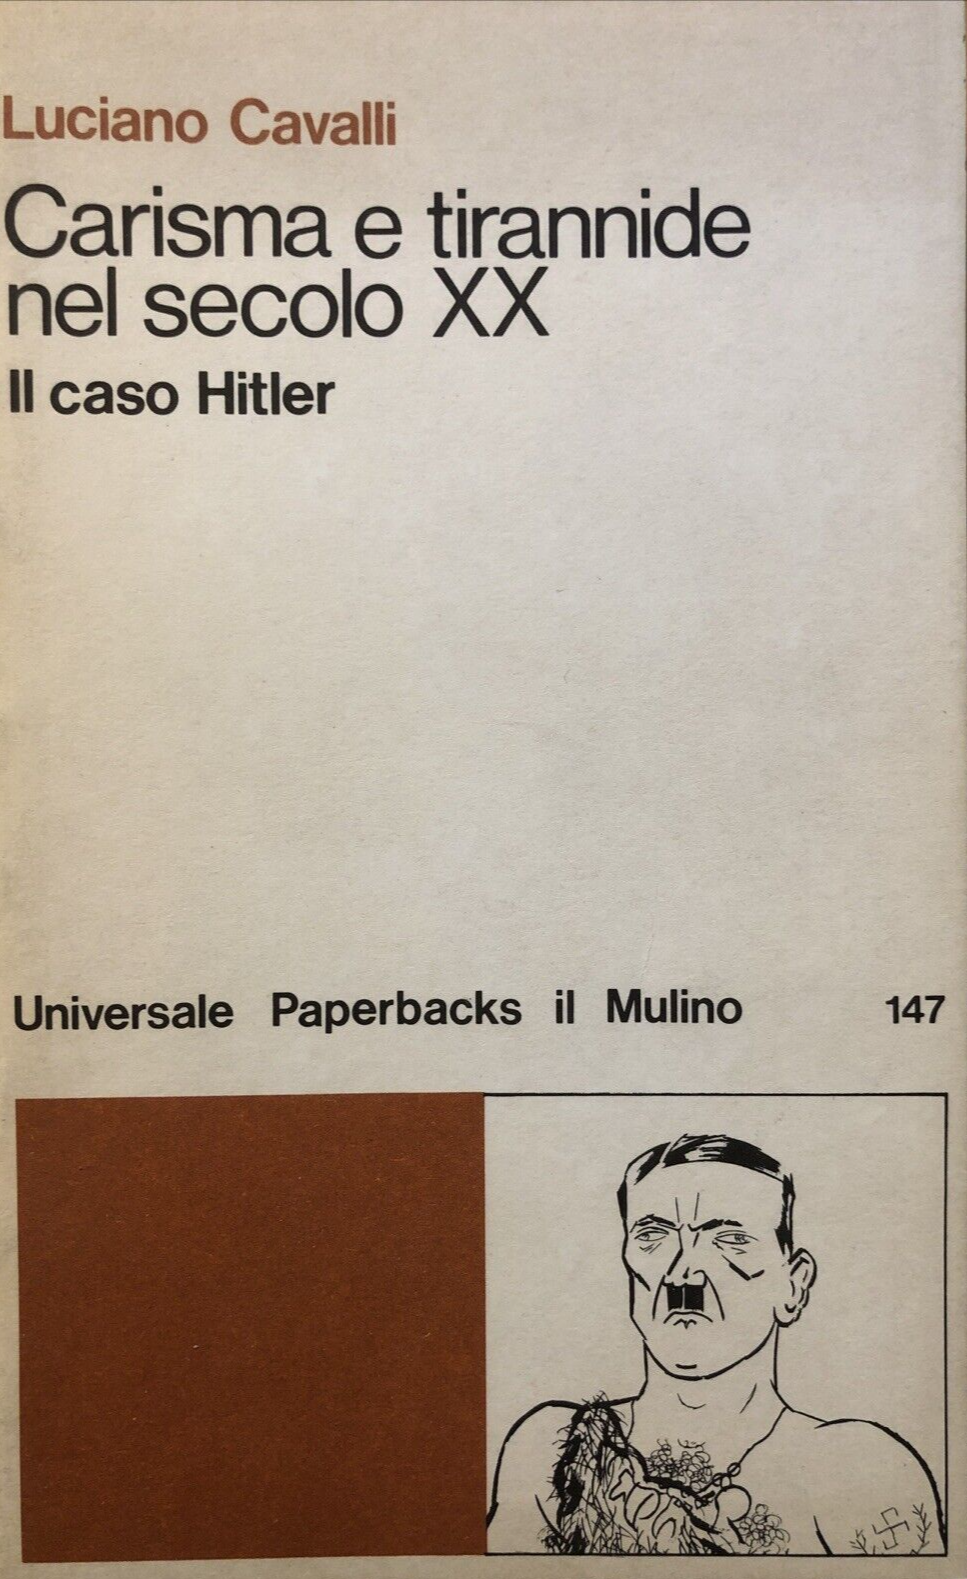 Luciano Cavalli
Carisma e tirannide
nel secolo XX
Il caso Hitler
Universale Paperbacks il Mulino 147